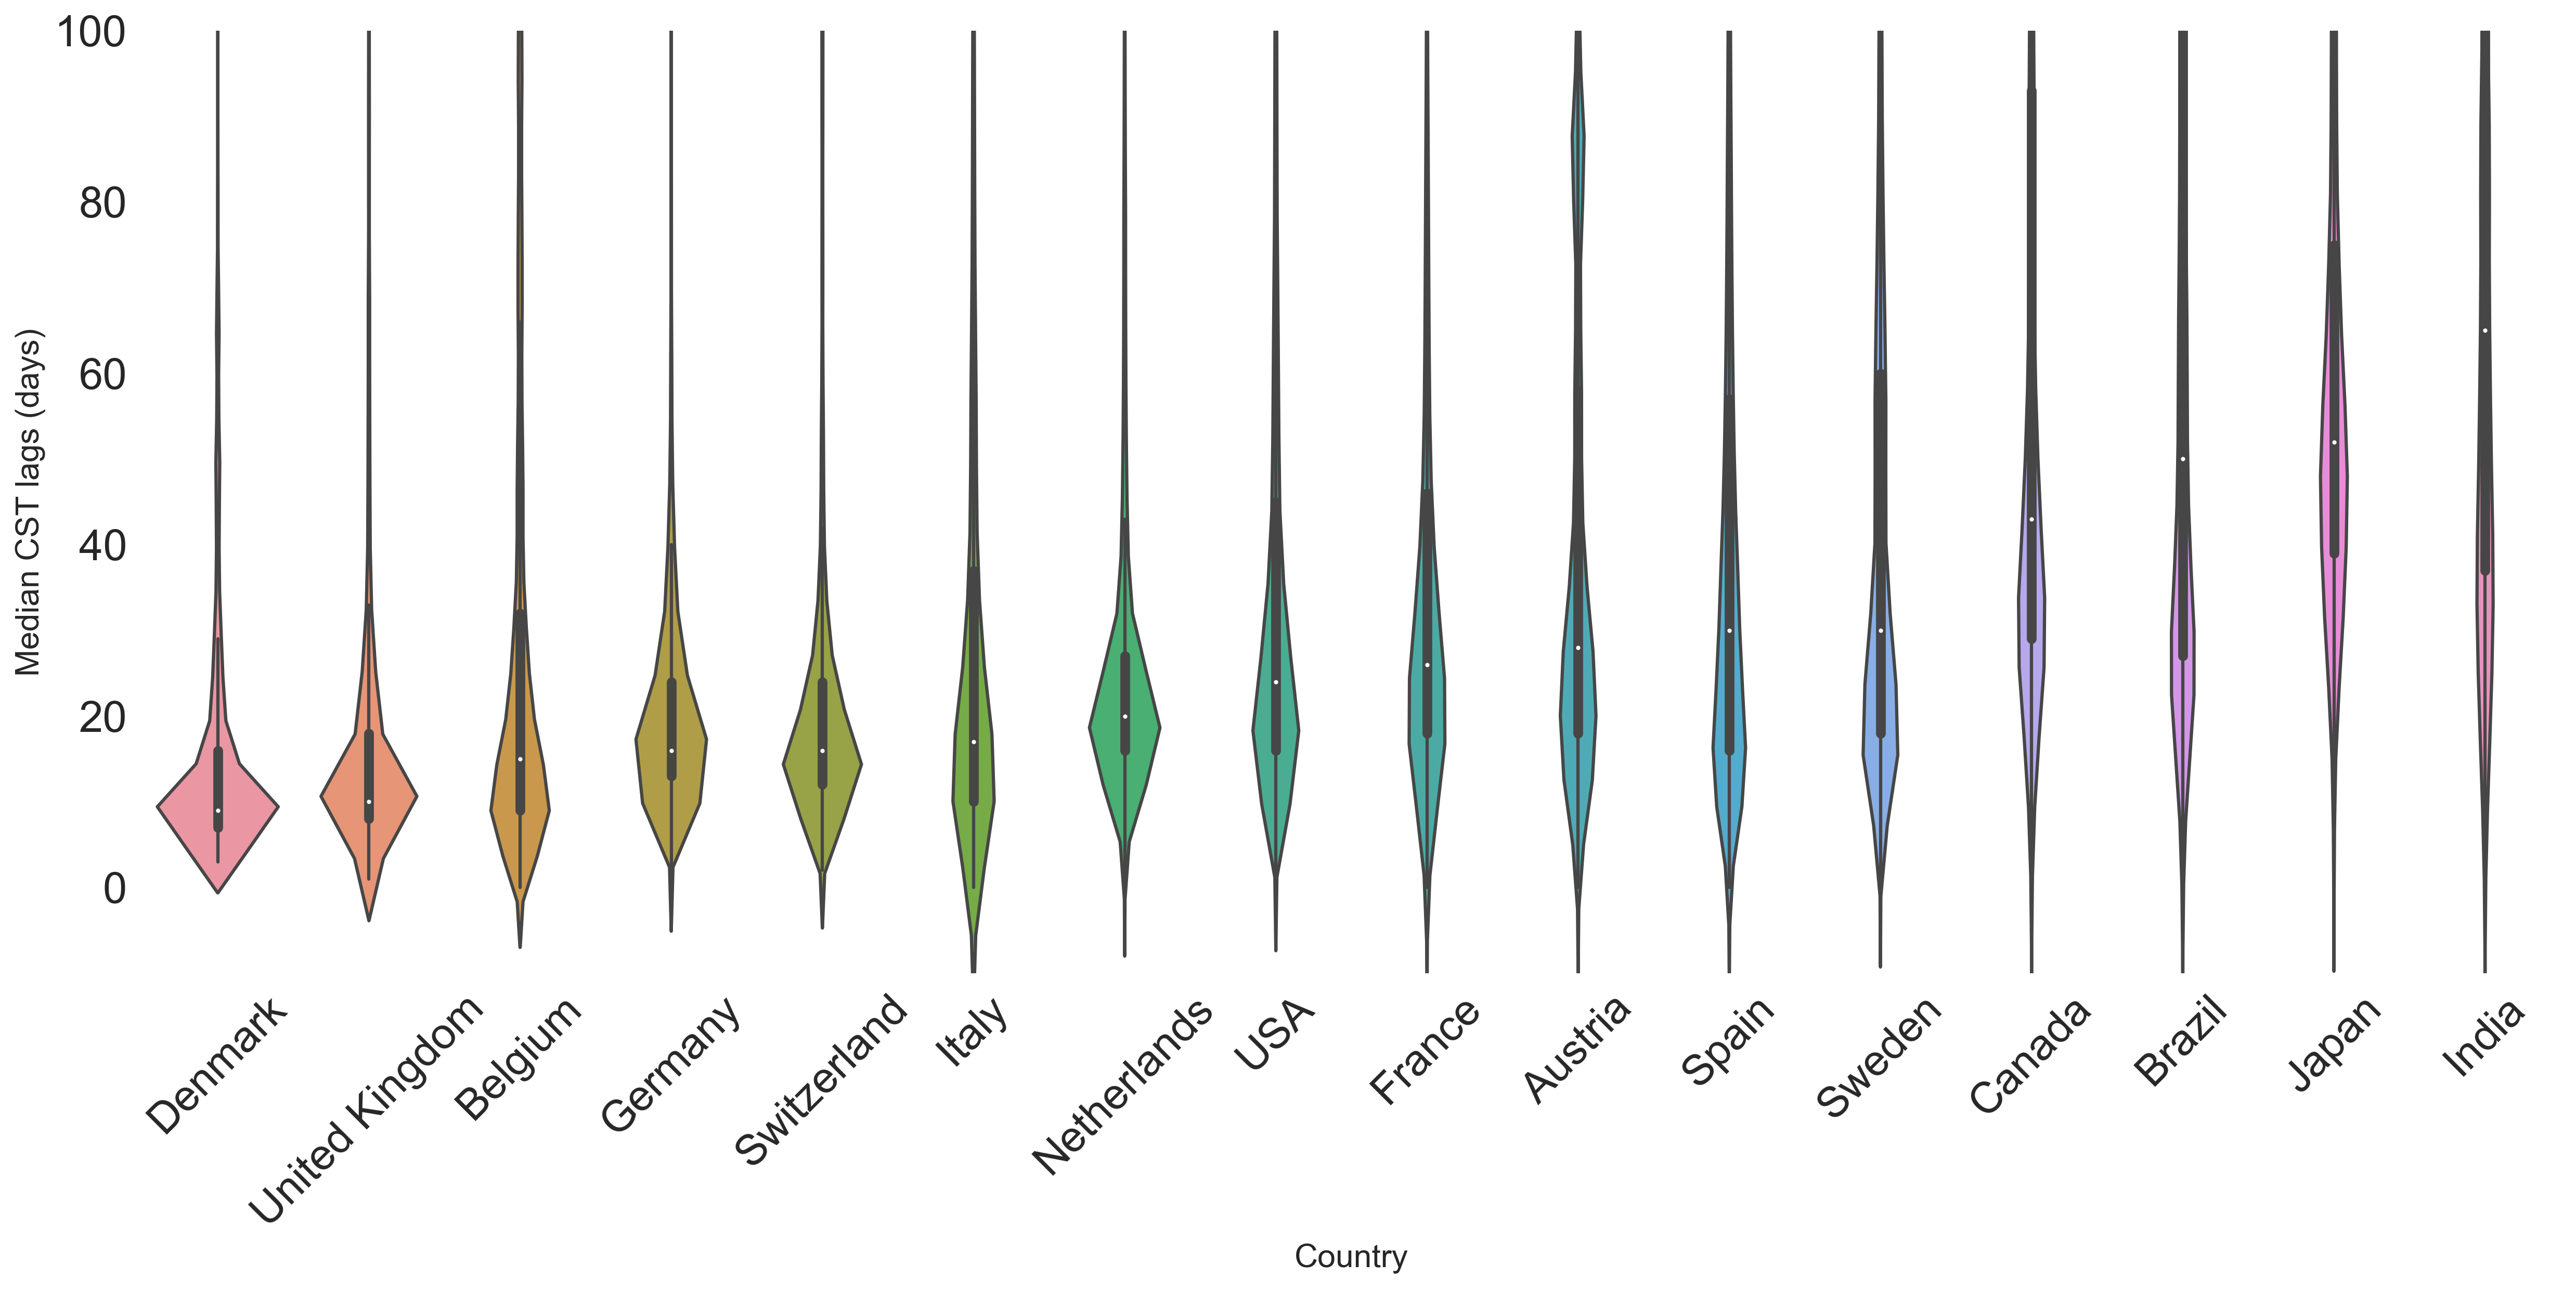 100
80
60
40
20
0
Median CST lags (days)
Denmark
United Kingdom
Belgium
Germany
Switzerland
Italy
Netherlands
USA
France
Austria
Spain
Sweden
Canada
Brazil
Japan
India
Country